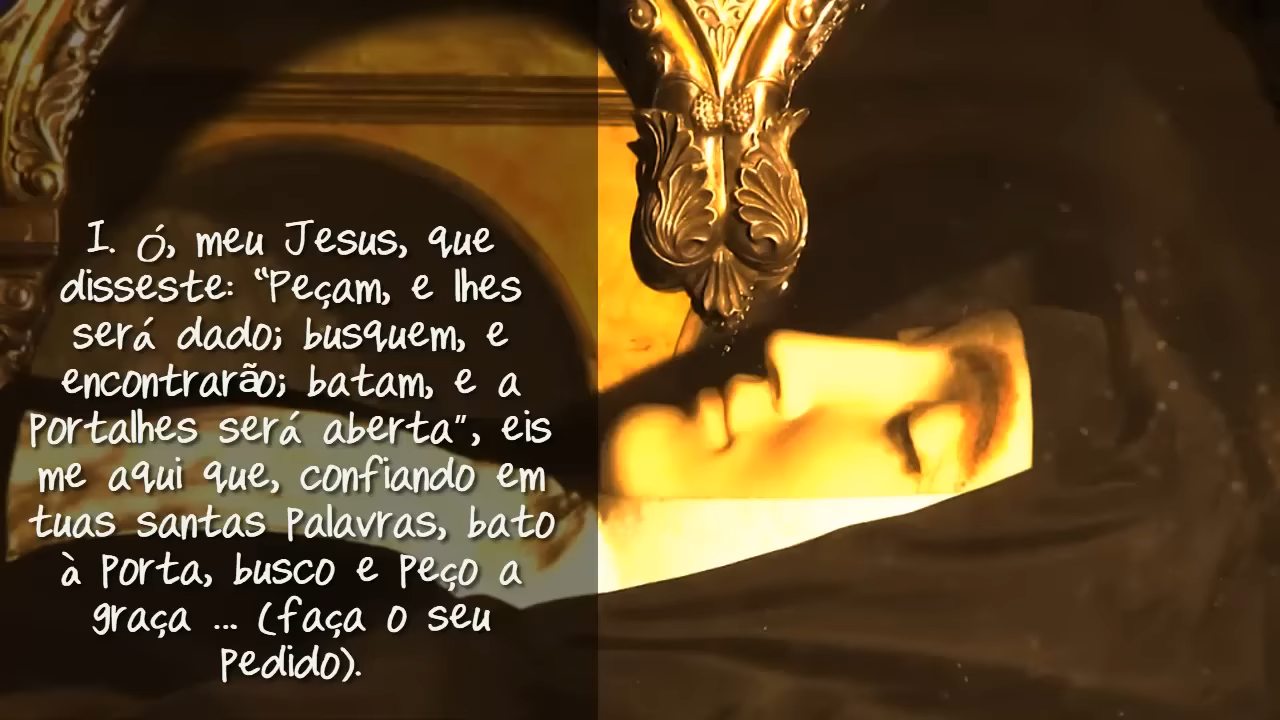 I. Ó, meu Jesus, que
disseste: “Peçam, e lhes
será dado; busquem, e
encontrarão; batam, e a
Portalhes será aberta”, eis
me aqui que, confiando em
tuas santas Palavras, bato
à Porta, busco e Peço a
graça ... (faça o seu
Pedido).